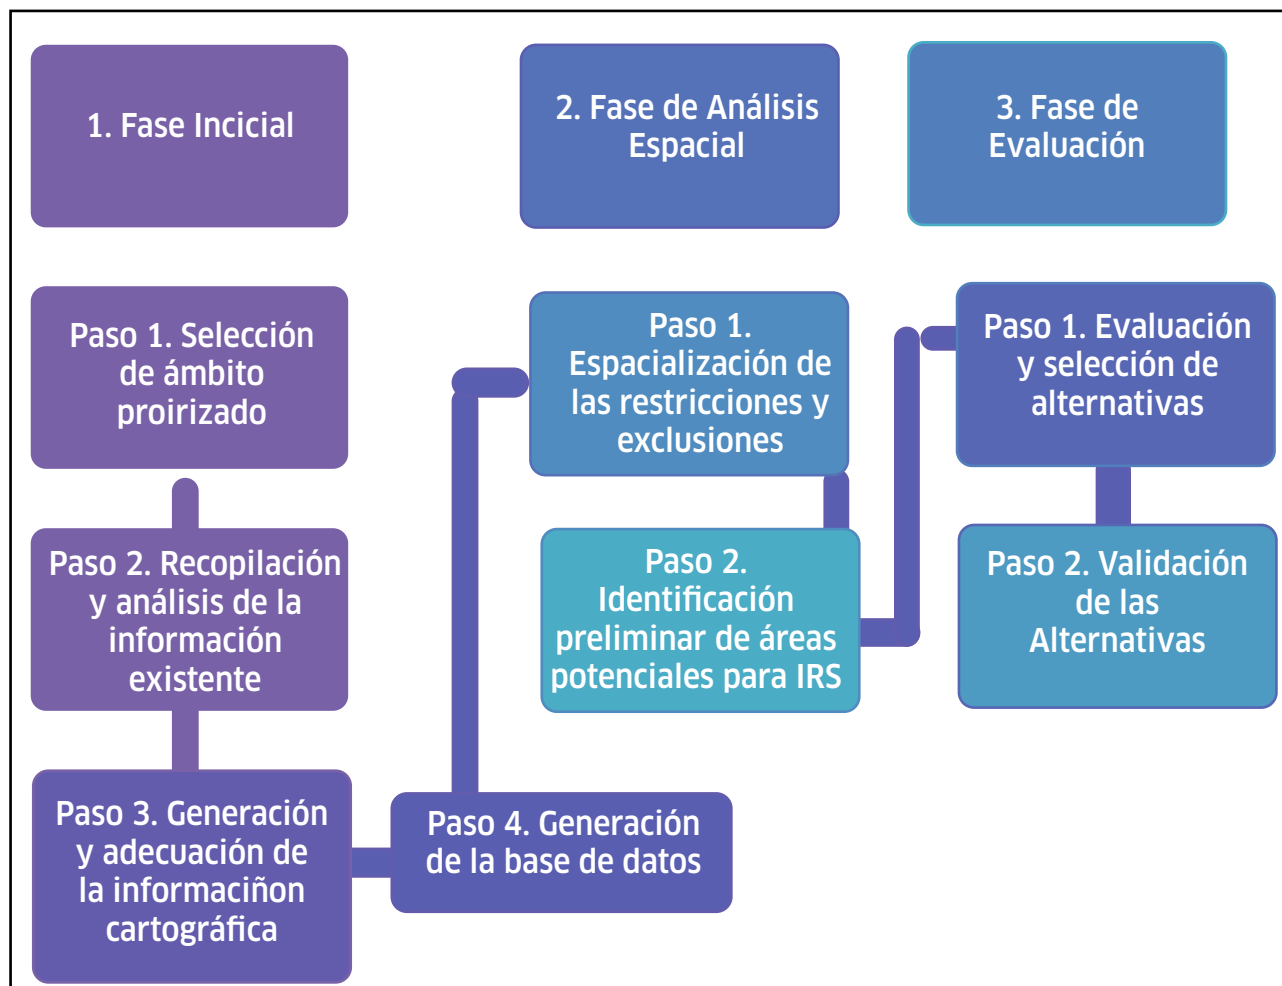 1. Fase Incicial
2. Fase de Análisis
Espacial
3. Fase de
Evaluación
Paso 1. Selección
de ámbito
proirizado
Paso 2. Recopilación
y análisis de la
información
existente
Paso 3. Generación
y adecuación de
la informaciñon
cartográfica
Paso 4. Generación
de la base de datos
Paso 1.
Espacialización de
las restricciones y
exclusiones
Paso 2.
Identificación
preliminar de áreas
potenciales para IRS
Paso 1. Evaluación
y selección de
alternativas
Paso 2. Validación
de las
Alternativas